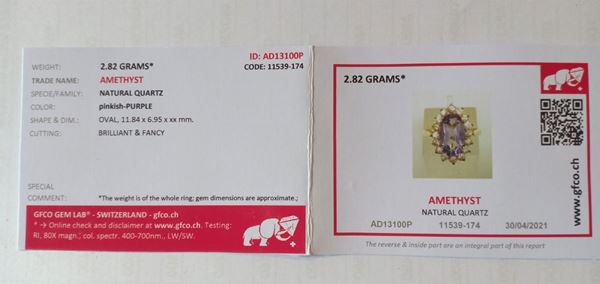 ID: AD13100P
WEIGHT: 2.82 GRAMS* CODE: 11539-174
TRADE NAME: AMETHYST
SPECIE/FAMILY: NATURAL QUARTZ
COLOR: pinkish-PURPLE
SHAPE & DIM.: OVAL, 11.84 x 6.95 x xx mm.
CUTTING: BRILLIANT & FANCY
SPECIAL
COMMENT: *The weight is of the whole ring; gem dimensions are approximate.;
GFCO GEM LAB® - SWITZERLAND - gfco.ch
* → Online check and disclaimer at www.gfco.ch. Testing:
RI, 80X magn., col. spectr. 400-700nm., LW/SW.
2.82 GRAMS*
www.gfco.ch
AMETHYST
NATURAL QUARTZ
AD13100P 11539-174 30/04/2021
The reverse & inside part are an integral part of this report